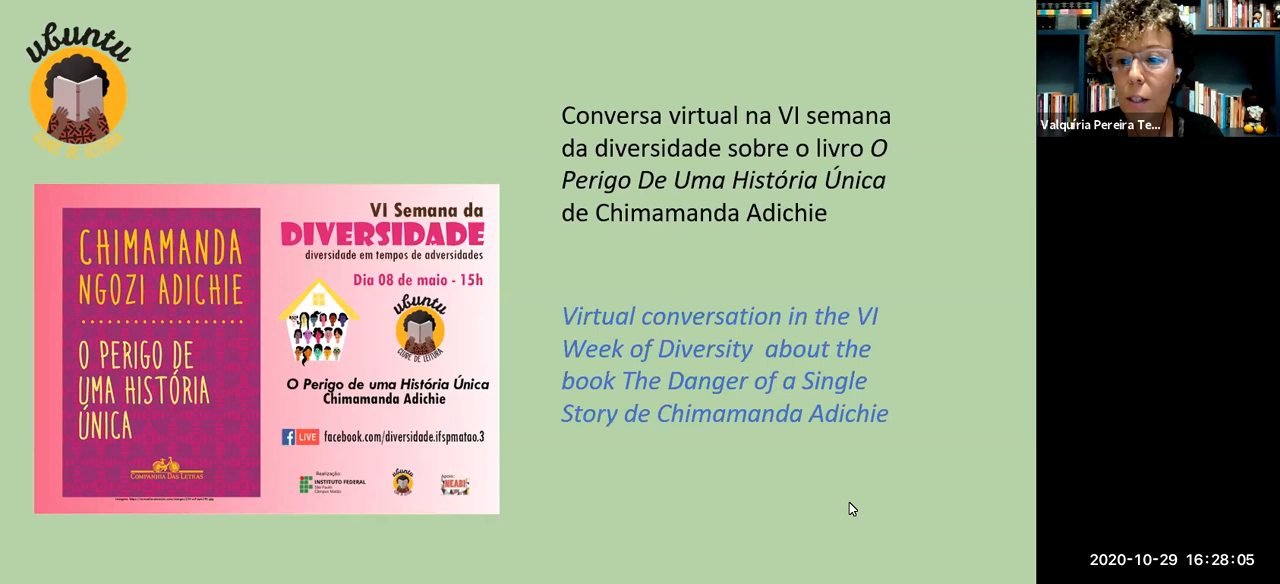 ubuntu
CLUBE DE LEITURA
CHIMAMANDA
NGOZI ADICHIE
O PERIGO DE
UMA HISTÓRIA
ÚNICA
COMPANHIA DAS LETRAS
VI Semana da
DIVERSIDADE
diversidade em tempos de adversidades
Dia 08 de maio - 15h
ubuntu
CLUBE DE LEITURA
O Perigo de uma História Única
Chimamanda Adichie
LIVE facebook.com/diversidade.ifspmatao.3
Realização:
INSTITUTO FEDERAL
São Paulo
Câmpus Matão
ubuntu
Apoio:
NEABI
Conversa virtual na VI semana
da diversidade sobre o livro O
Perigo De Uma História Única
de Chimamanda Adichie
Virtual conversation in the VI
Week of Diversity about the
book The Danger of a Single
Story de Chimamanda Adichie
Valquíria Pereira Te...
2020-10-29 16:28:05